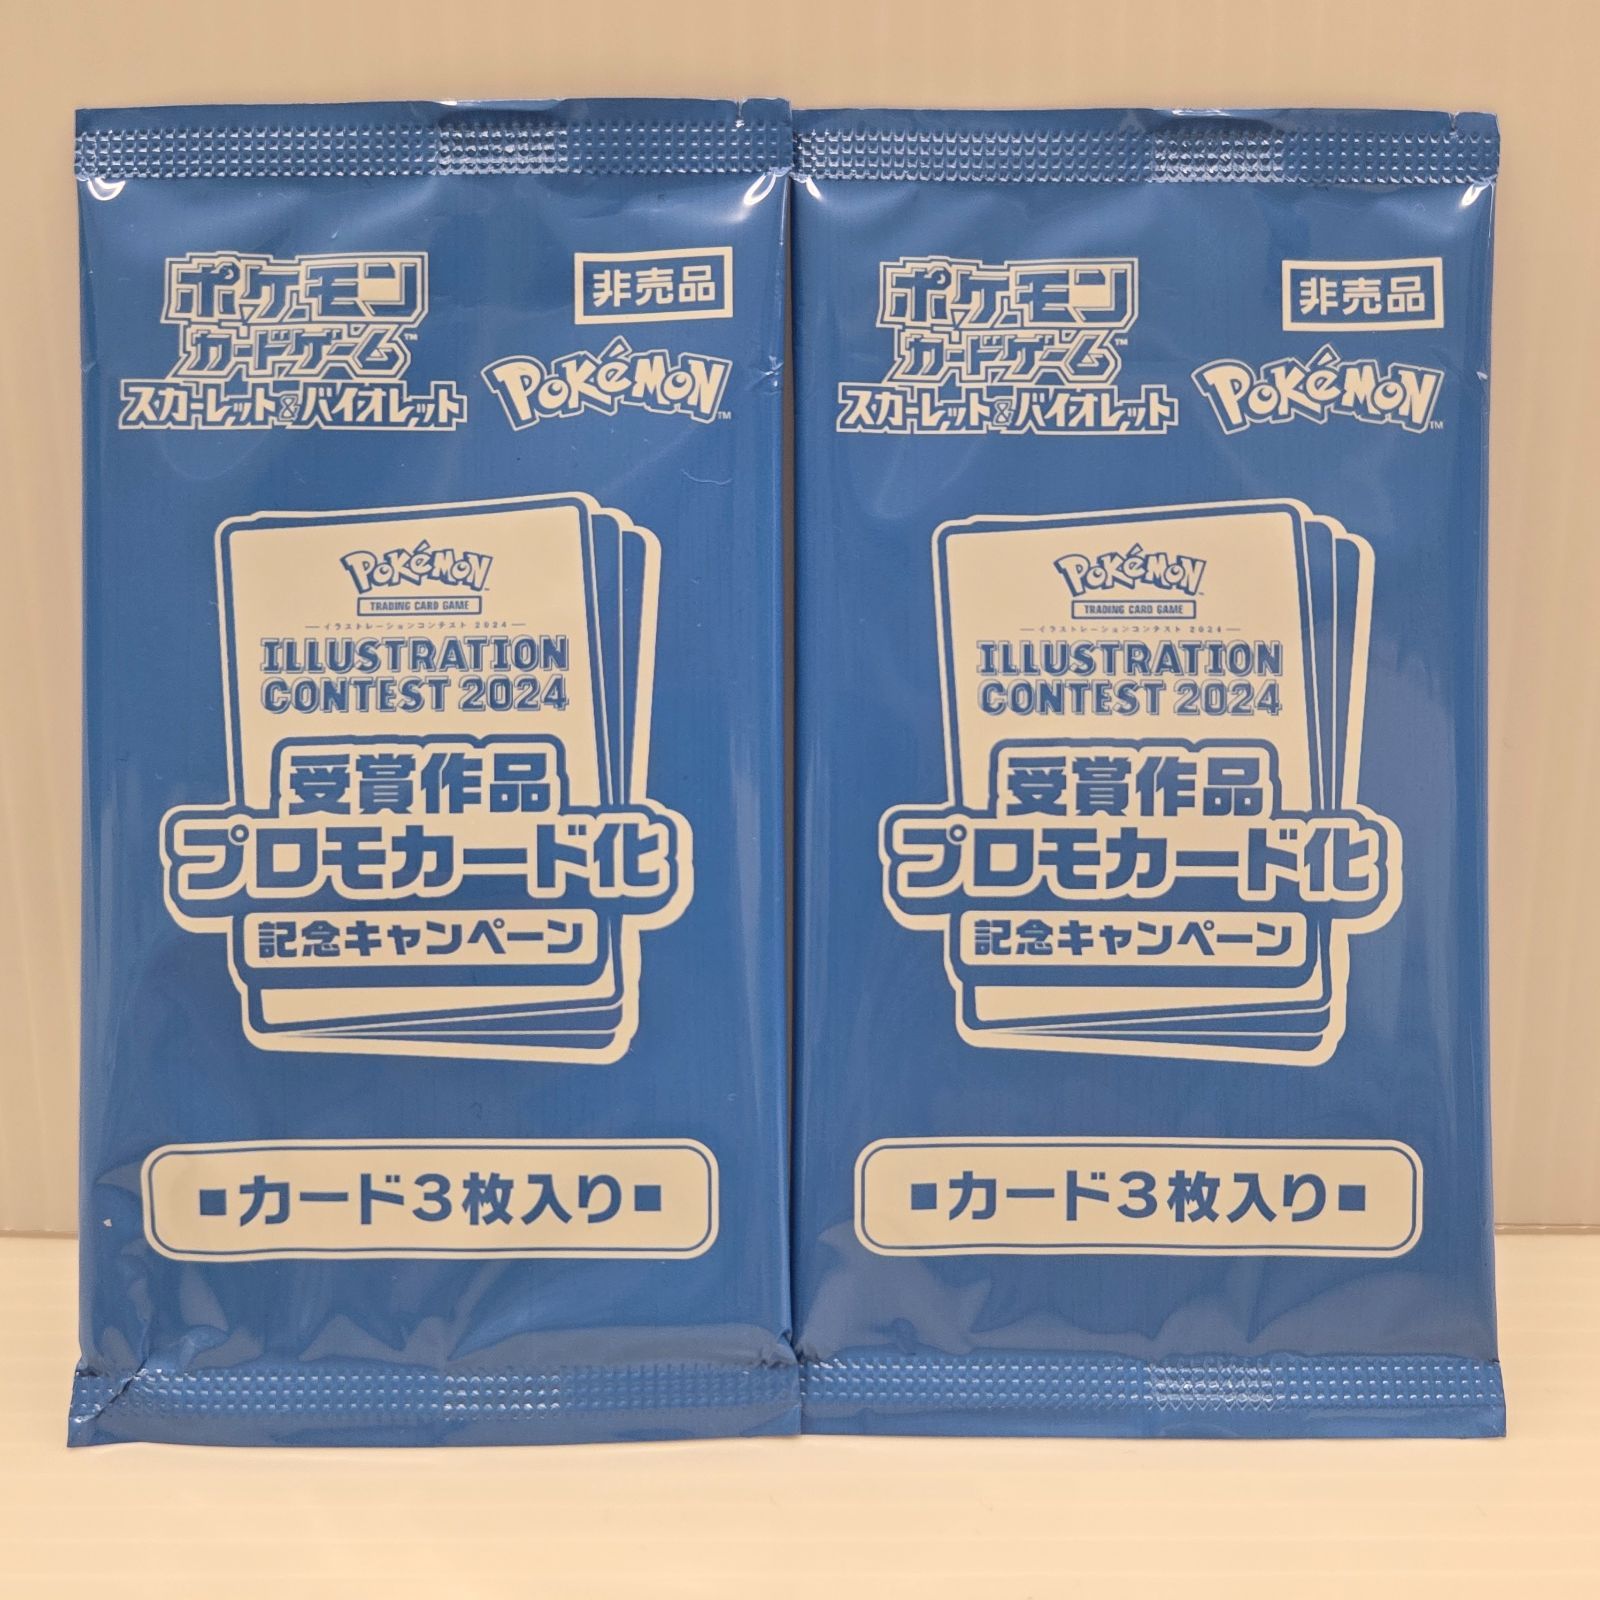 ポケモン
カードゲーム™
スカーレット&バイオレット
非売品
Pokémon™
Pokémon
TRADING CARD GAME
イラストレーションコンテスト 2024
ILLUSTRATION
CONTEST 2024
受賞作品
プロモカード化
記念キャンペーン
■カード3枚入り■
ポケモン
カードゲーム™
スカーレット&バイオレット
非売品
Pokémon™
Pokémon
TRADING CARD GAME
イラストレーションコンテスト 2024
ILLUSTRATION
CONTEST 2024
受賞作品
プロモカード化
記念キャンペーン
■カード3枚入り■